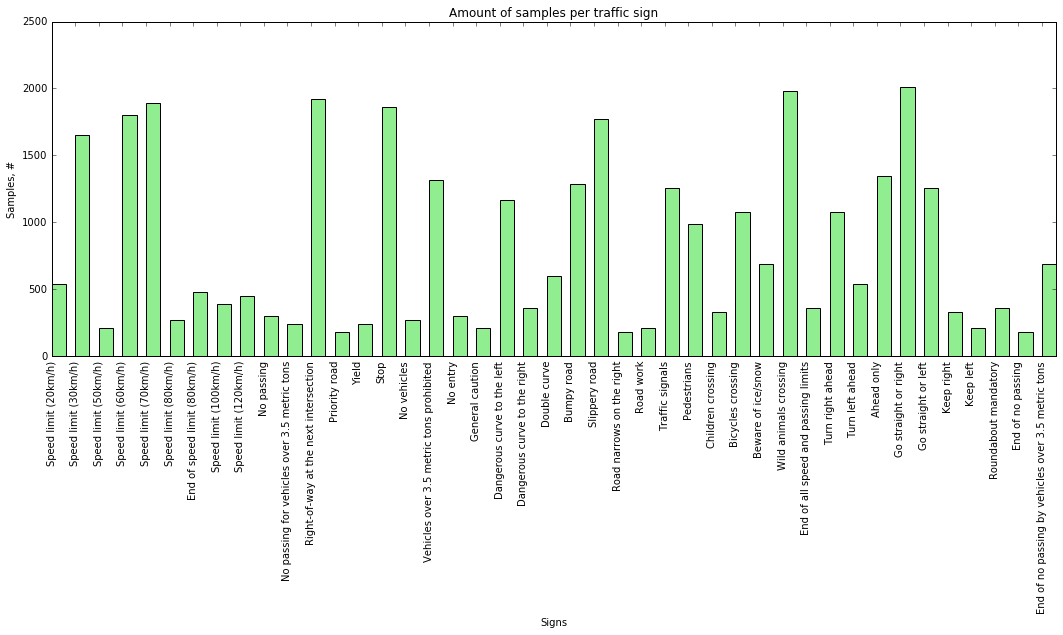 Amount of samples per traffic sign
2500
2000
1500
1000
500
0
Samples, #
Speed limit (20km/h)
Speed limit (30km/h)
Speed limit (50km/h)
Speed limit (60km/h)
Speed limit (70km/h)
Speed limit (80km/h)
End of speed limit (80km/h)
Speed limit (100km/h)
Speed limit (120km/h)
No passing
No passing for vehicles over 3.5 metric tons
Right-of-way at the next intersection
Priority road
Yield
Stop
No vehicles
Vehicles over 3.5 metric tons prohibited
No entry
General caution
Dangerous curve to the left
Dangerous curve to the right
Double curve
Bumpy road
Slippery road
Road narrows on the right
Road work
Traffic signals
Pedestrians
Children crossing
Bicycles crossing
Beware of ice/snow
Wild animals crossing
End of all speed and passing limits
Turn right ahead
Turn left ahead
Ahead only
Go straight or right
Go straight or left
Keep right
Keep left
Roundabout mandatory
End of no passing
End of no passing by vehicles over 3.5 metric tons
Signs